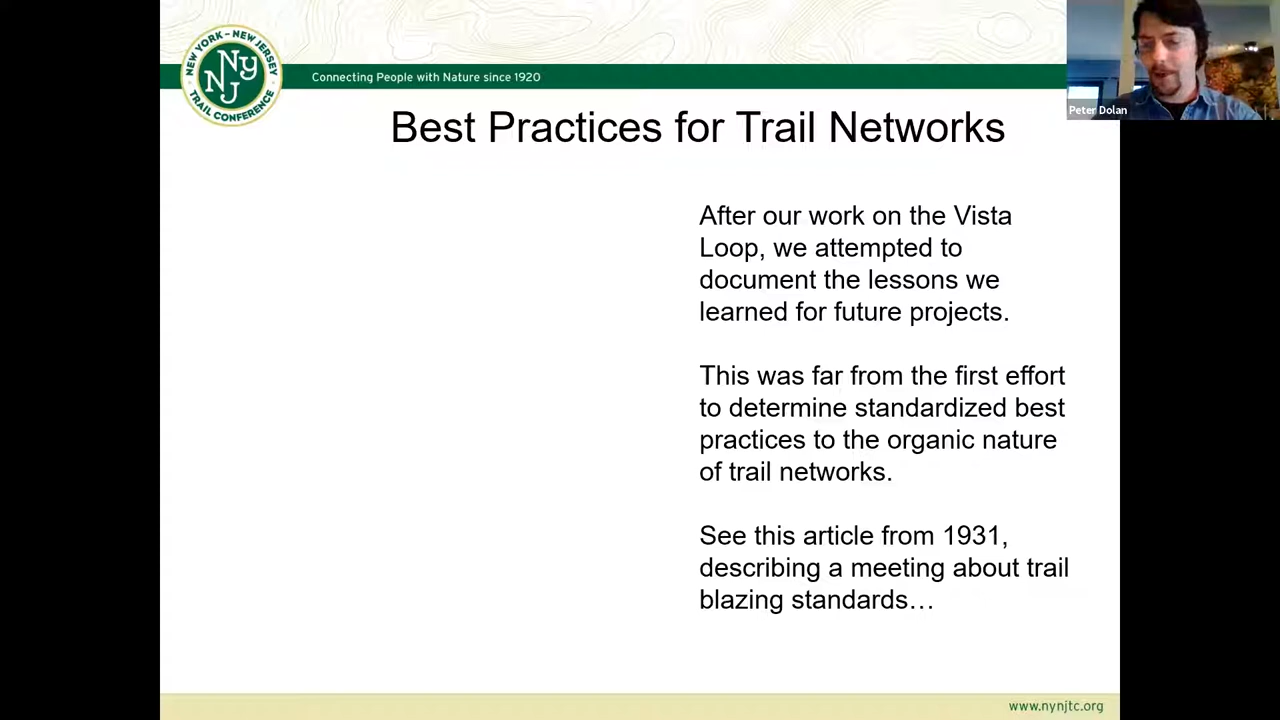 NEW YORK – NEW JERSEY
NY
NJ
TRAIL CONFERENCE
Connecting People with Nature since 1920
Peter Dolan
Best Practices for Trail Networks
After our work on the Vista
Loop, we attempted to
document the lessons we
learned for future projects.
This was far from the first effort
to determine standardized best
practices to the organic nature
of trail networks.
See this article from 1931,
describing a meeting about trail
blazing standards…
www.nynjtc.org